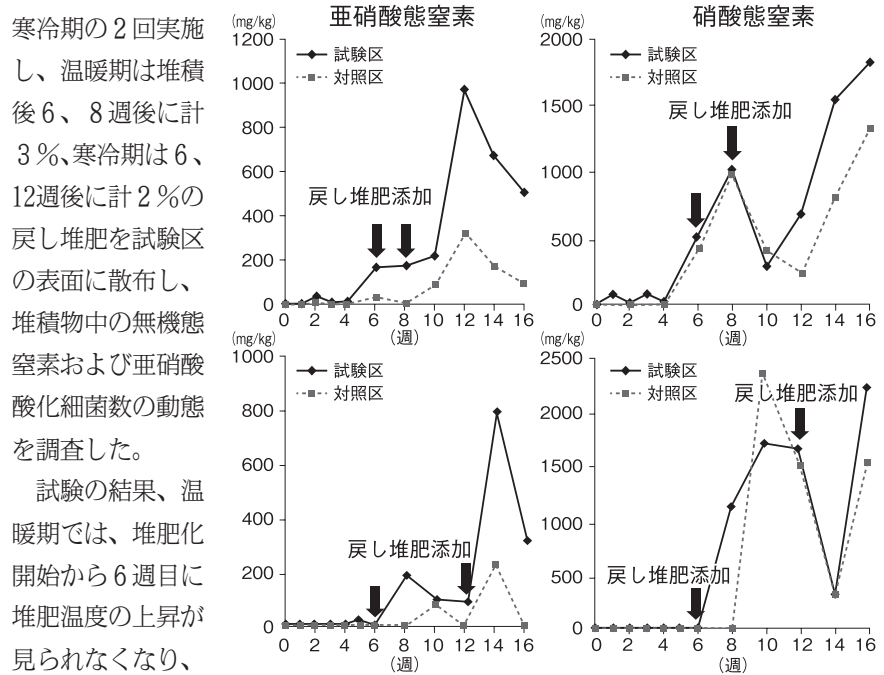 寒冷期の2回実施
し、温暖期は堆積
後6、8週後に計
3％、寒冷期は6、
12週後に計2％の
戻し堆肥を試験区
の表面に散布し、
堆積物中の無機態
窒素および亜硝酸
酸化細菌数の動態
を調査した。
試験の結果、温
暖期では、堆肥化
開始から6週目に
堆肥温度の上昇が
見られなくなり、
亜硝酸態窒素
(mg/kg)
1200
1000
800
600
400
200
0
試験区
対照区
戻し堆肥添加
0 2 4 6 8 10 12 14 16
(週)
硝酸態窒素
(mg/kg)
2000
1500
1000
500
0
試験区
対照区
戻し堆肥添加
0 2 4 6 8 10 12 14 16
(週)
(mg/kg)
1000
800
600
400
200
0
試験区
対照区
戻し堆肥添加
0 2 4 6 8 10 12 14 16
(週)
(mg/kg)
2500
2000
1500
1000
500
0
試験区
対照区
戻し堆肥添加
戻し堆肥添加
0 2 4 6 8 10 12 14 16
(週)